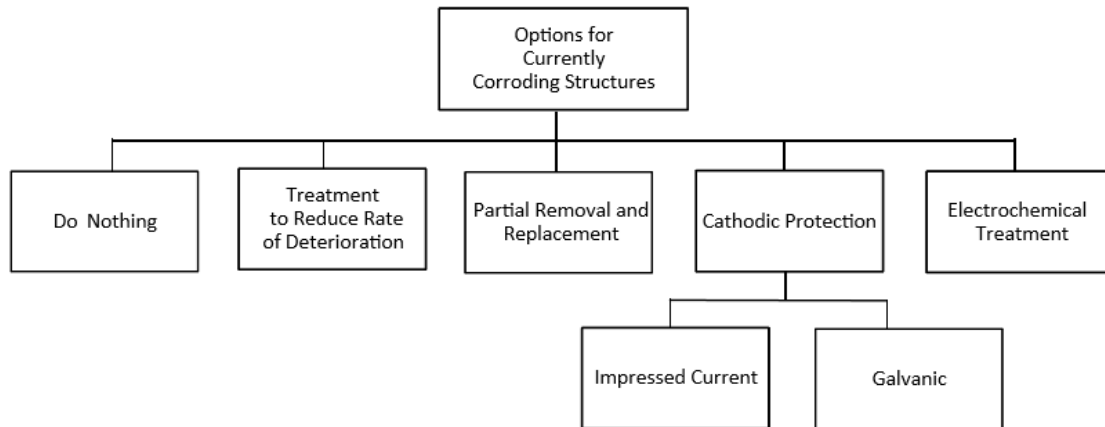 Options for
Currently
Corroding Structures
Do Nothing
Treatment
to Reduce Rate
of Deterioration
Partial Removal and
Replacement
Cathodic Protection
Electrochemical
Treatment
Impressed Current
Galvanic